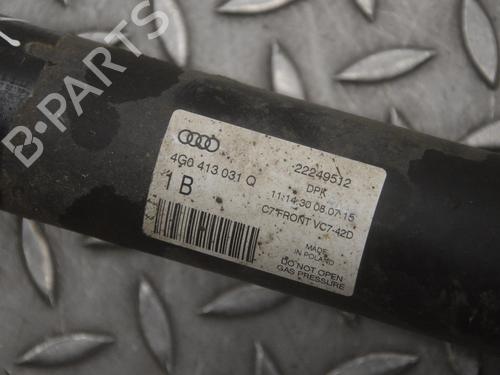 B-PARTS
4G0 413 031 Q
1 B
22249512
DPK
11:14:30 08.07.15
C7 FRONT VC7-42D
MADE
IN POLAND
DO NOT OPEN
GAS PRESSURE